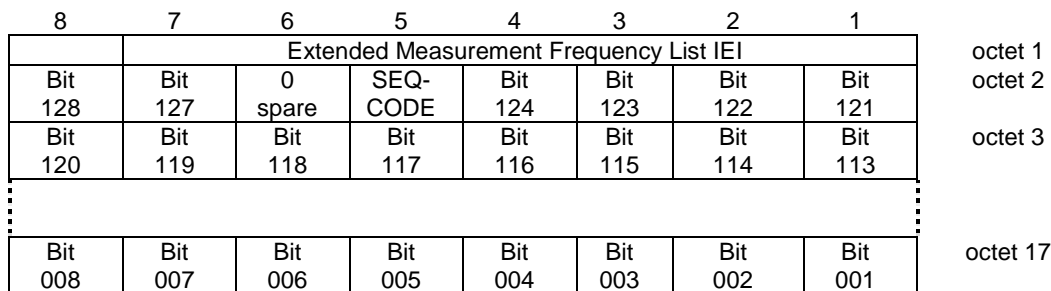 8 7 6 5 4 3 2 1
Extended Measurement Frequency List IEI octet 1
Bit Bit 0 SEQ- Bit Bit Bit Bit octet 2
128 127 spare CODE 124 123 122 121
Bit Bit Bit Bit Bit Bit Bit Bit octet 3
120 119 118 117 116 115 114 113
Bit Bit Bit Bit Bit Bit Bit Bit octet 17
008 007 006 005 004 003 002 001